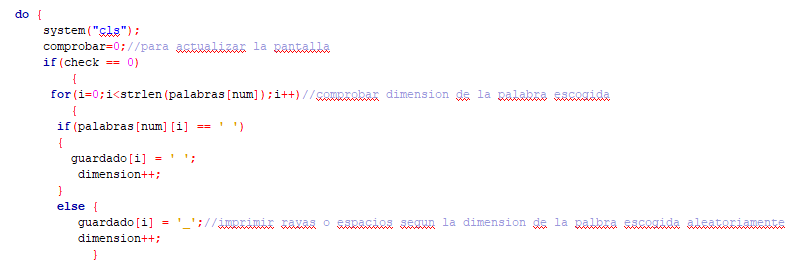 do {
system("cls");
comprobar=0;//para actualizar la pantalla
if(check == 0)
{
for(i=0;i<strlen(palabras[num]);i++)//comprobar dimension de la palabra escogida
{
if(palabras[num][i] == ' ')
{
guardado[i] = ' ';
dimension++;
}
else {
guardado[i] = '_';//imprimir rayas o espacios segun la dimension de la palbra escogida aleatoriamente
dimension++;
}